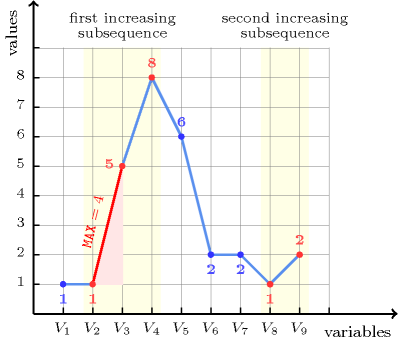 first increasing
subsequence
second increasing
subsequence
values
8
7
6
5
4
3
2
1
8
6
5
MAX = 4
2
2
2
1
1
1
V1 V2 V3 V4 V5 V6 V7 V8 V9
variables